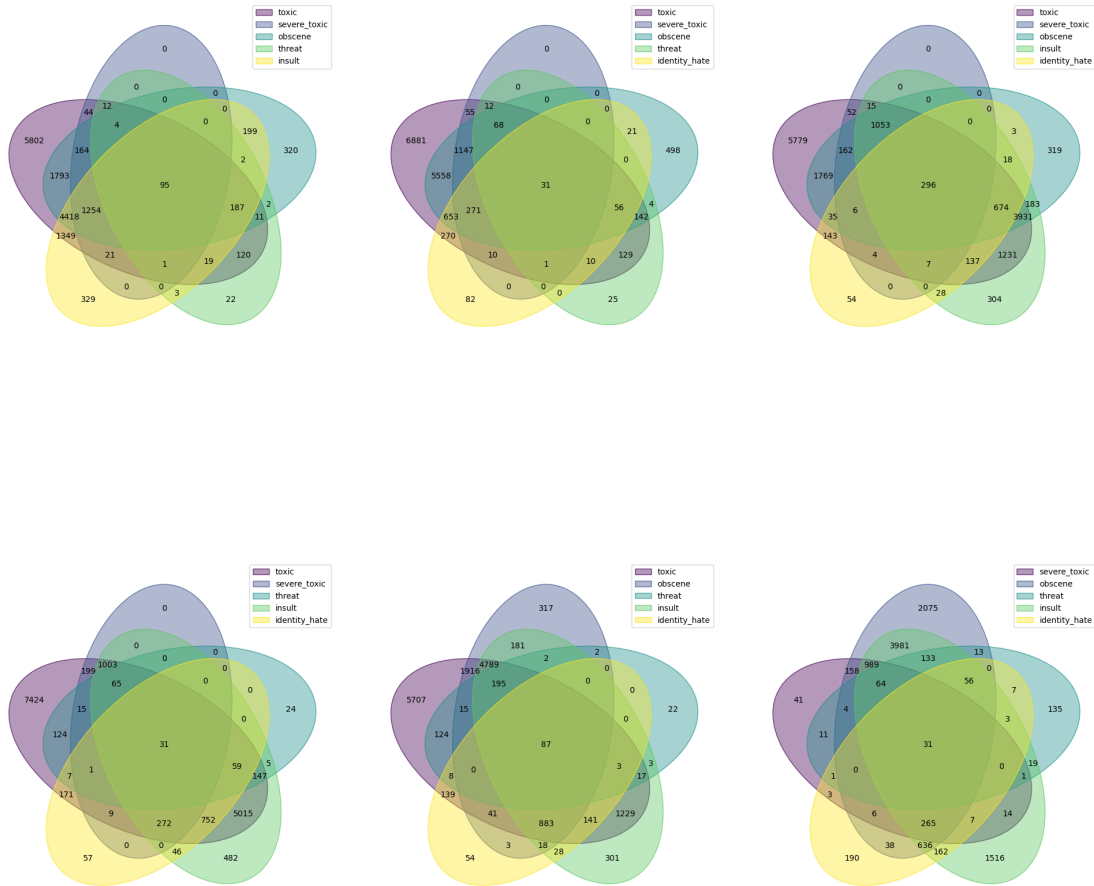 toxic
severe_toxic
obscene
threat
insult
0
0 0
12 0 0
44
4 0 199
5802 320
164 2
1793 95
1254 187 2
4418 11
1349
21 19 120
1
0 0 3
329 22
toxic
severe_toxic
obscene
threat
identity_hate
0
0 0
12 0 0
55
68 0 21
6881 498
1147 0
5558 31
271 56 4
653 142
270
10 10 129
1
0 0 0
82 25
toxic
severe_toxic
obscene
insult
identity_hate
0
0 0
15 0 0
52
1053 0 3
5779 319
162 18
1769 296
6 674 183
35 3931
143
4 137 1231
7
0 0 28
54 304
toxic
severe_toxic
threat
insult
identity_hate
0
0 0
1003 0 0
199
65 0 0
7424 24
15 0
124 31
1 59 5
7 147
171
9 752 5015
272
0 0 46
57 482
toxic
obscene
threat
insult
identity_hate
317
181 2
4789 2 0
1916
195 0 0
5707 22
15 0
124 87
0 3 3
8 17
139
41 141 1229
883
3 18 28
54 301
severe_toxic
obscene
threat
insult
identity_hate
2075
3981 13
989 133 0
158
64 56 7
41 135
4 3
11 31
0 0 19
1 1
3
6 7 14
265
38 636 162
190 1516